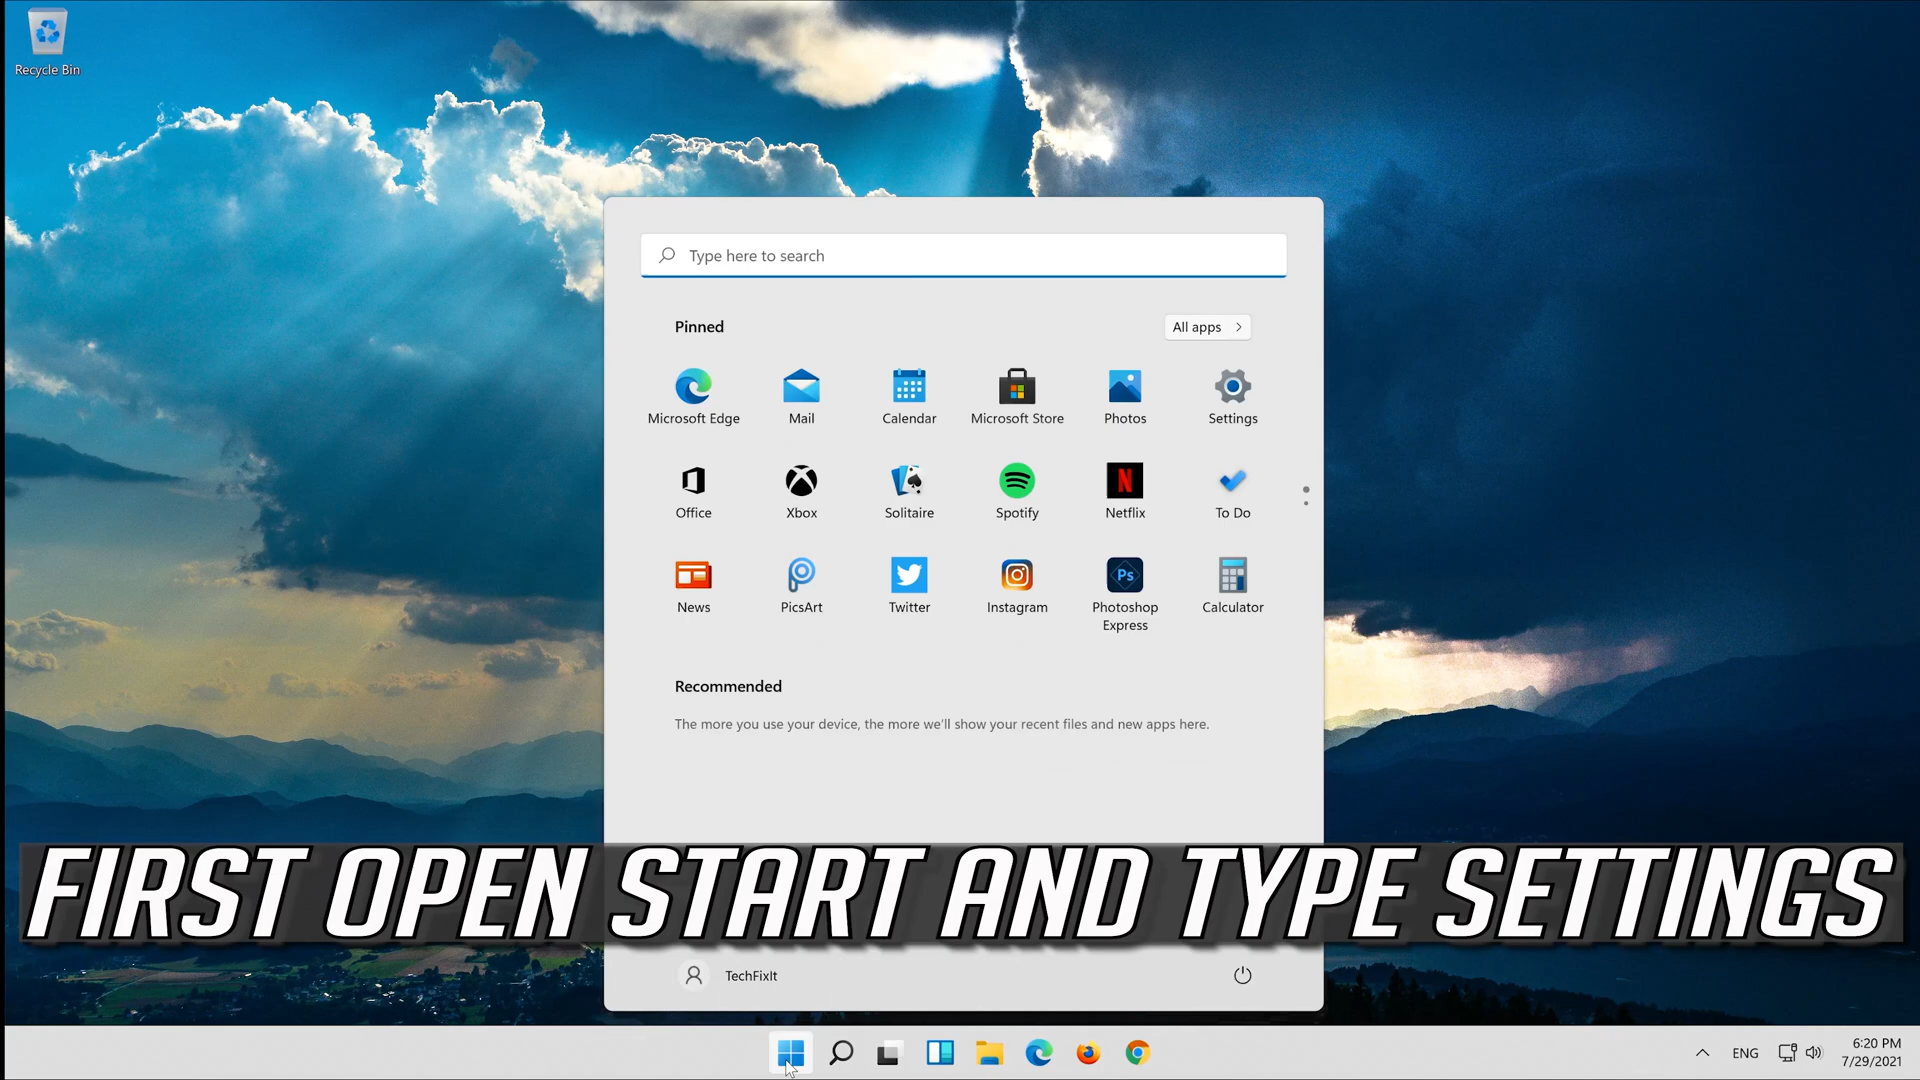 Recycle Bin
Type here to search
Pinned
All apps
Microsoft Edge
Mail
Calendar
Microsoft Store
Photos
Settings
Office
Xbox
Solitaire
Spotify
N
Netflix
To Do
News
PicsArt
Twitter
Instagram
Ps
Photoshop
Express
Calculator
Recommended
The more you use your device, the more we'll show your recent files and new apps here.
FIRST OPEN START AND TYPE SETTINGS
TechFixIt
ENG
6:20 PM
7/29/2021